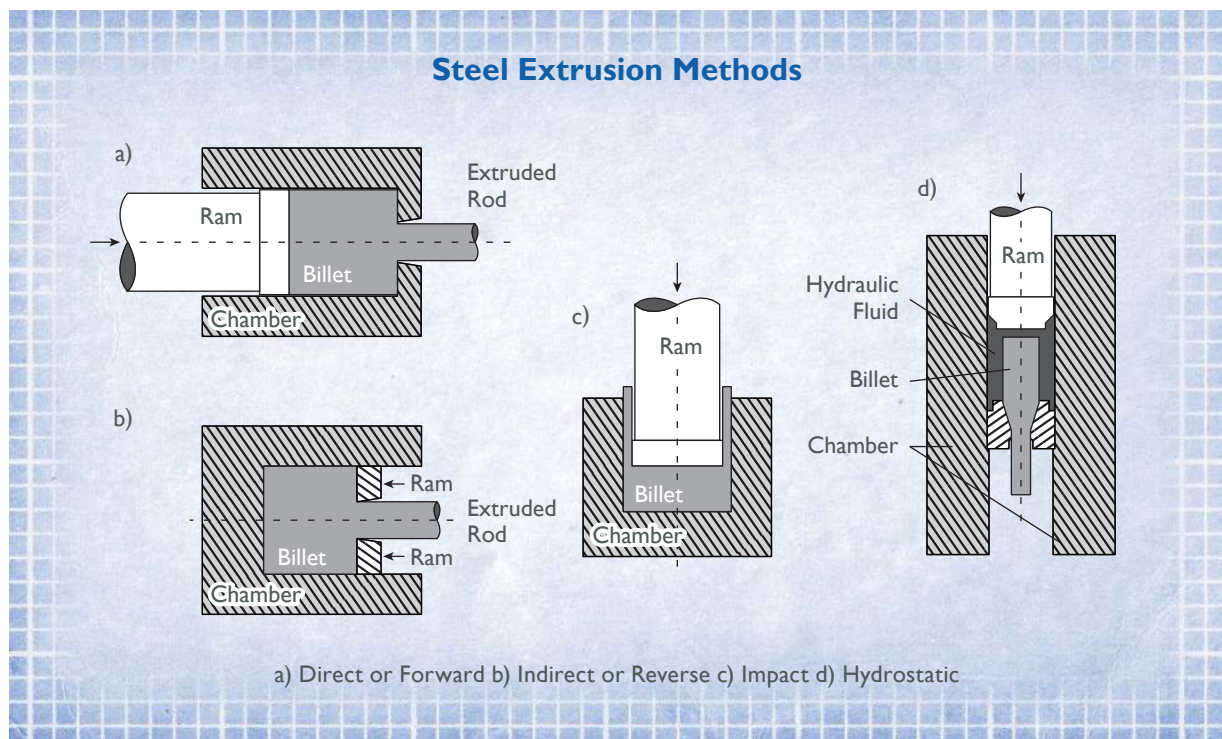 Steel Extrusion Methods
a)
Ram
Billet
Chamber
Extruded
Rod
b)
Ram
Extruded
Rod
Billet
Ram
Chamber
c)
Ram
Billet
Chamber
d)
Ram
Hydraulic
Fluid
Billet
Chamber
a) Direct or Forward b) Indirect or Reverse c) Impact d) Hydrostatic